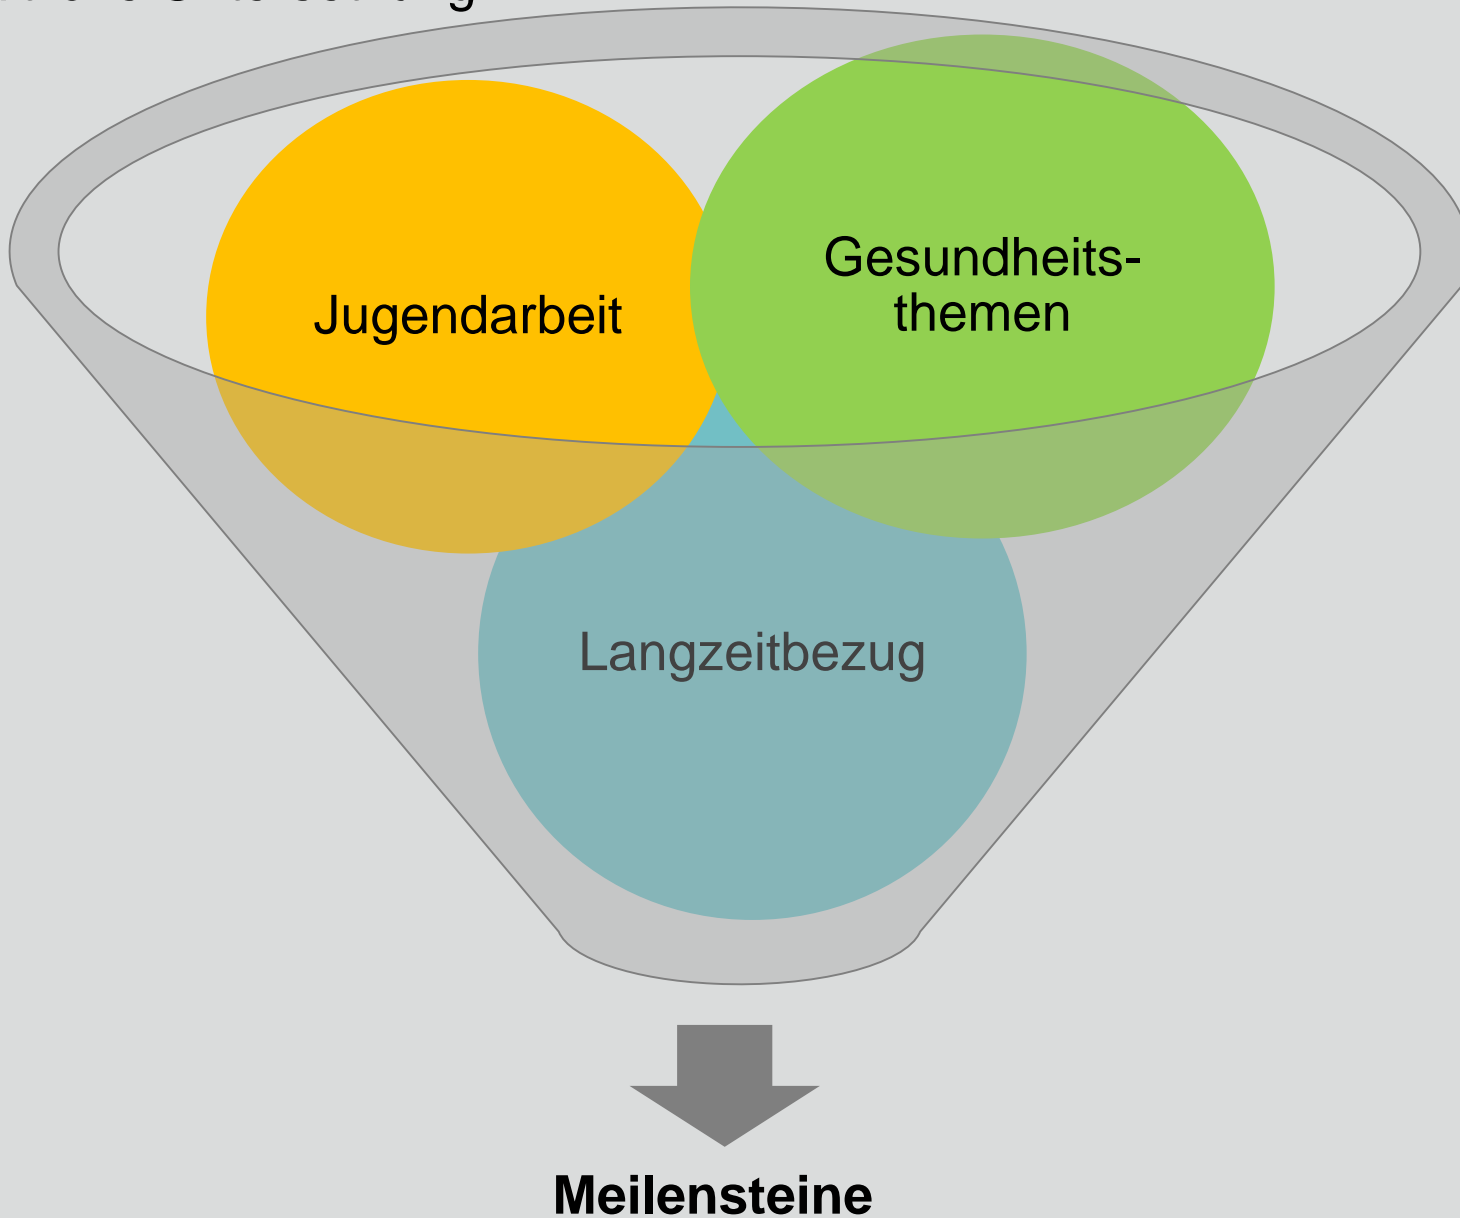 Jugendarbeit
Gesundheits-
themen
Langzeitbezug
Meilensteine